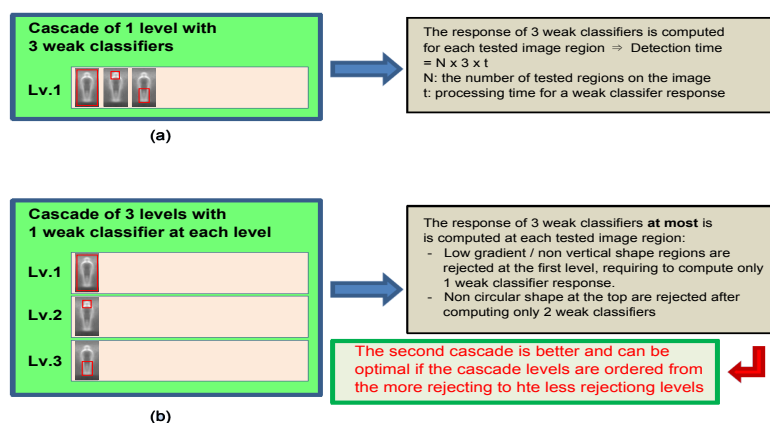 Cascade of 1 level with
3 weak classifiers
Lv.1
(a)
The response of 3 weak classifiers is computed
for each tested image region ⇒ Detection time
= N x 3 x t
N: the number of tested regions on the image
t: processing time for a weak classifer response
Cascade of 3 levels with
1 weak classifier at each level
Lv.1
Lv.2
Lv.3
(b)
The response of 3 weak classifiers at most is
is computed at each tested image region:
- Low gradient / non vertical shape regions are
rejected at the first level, requiring to compute only
1 weak classifier response.
- Non circular shape at the top are rejected after
computing only 2 weak classifiers
The second cascade is better and can be
optimal if the cascade levels are ordered from
the more rejecting to hte less rejectiong levels